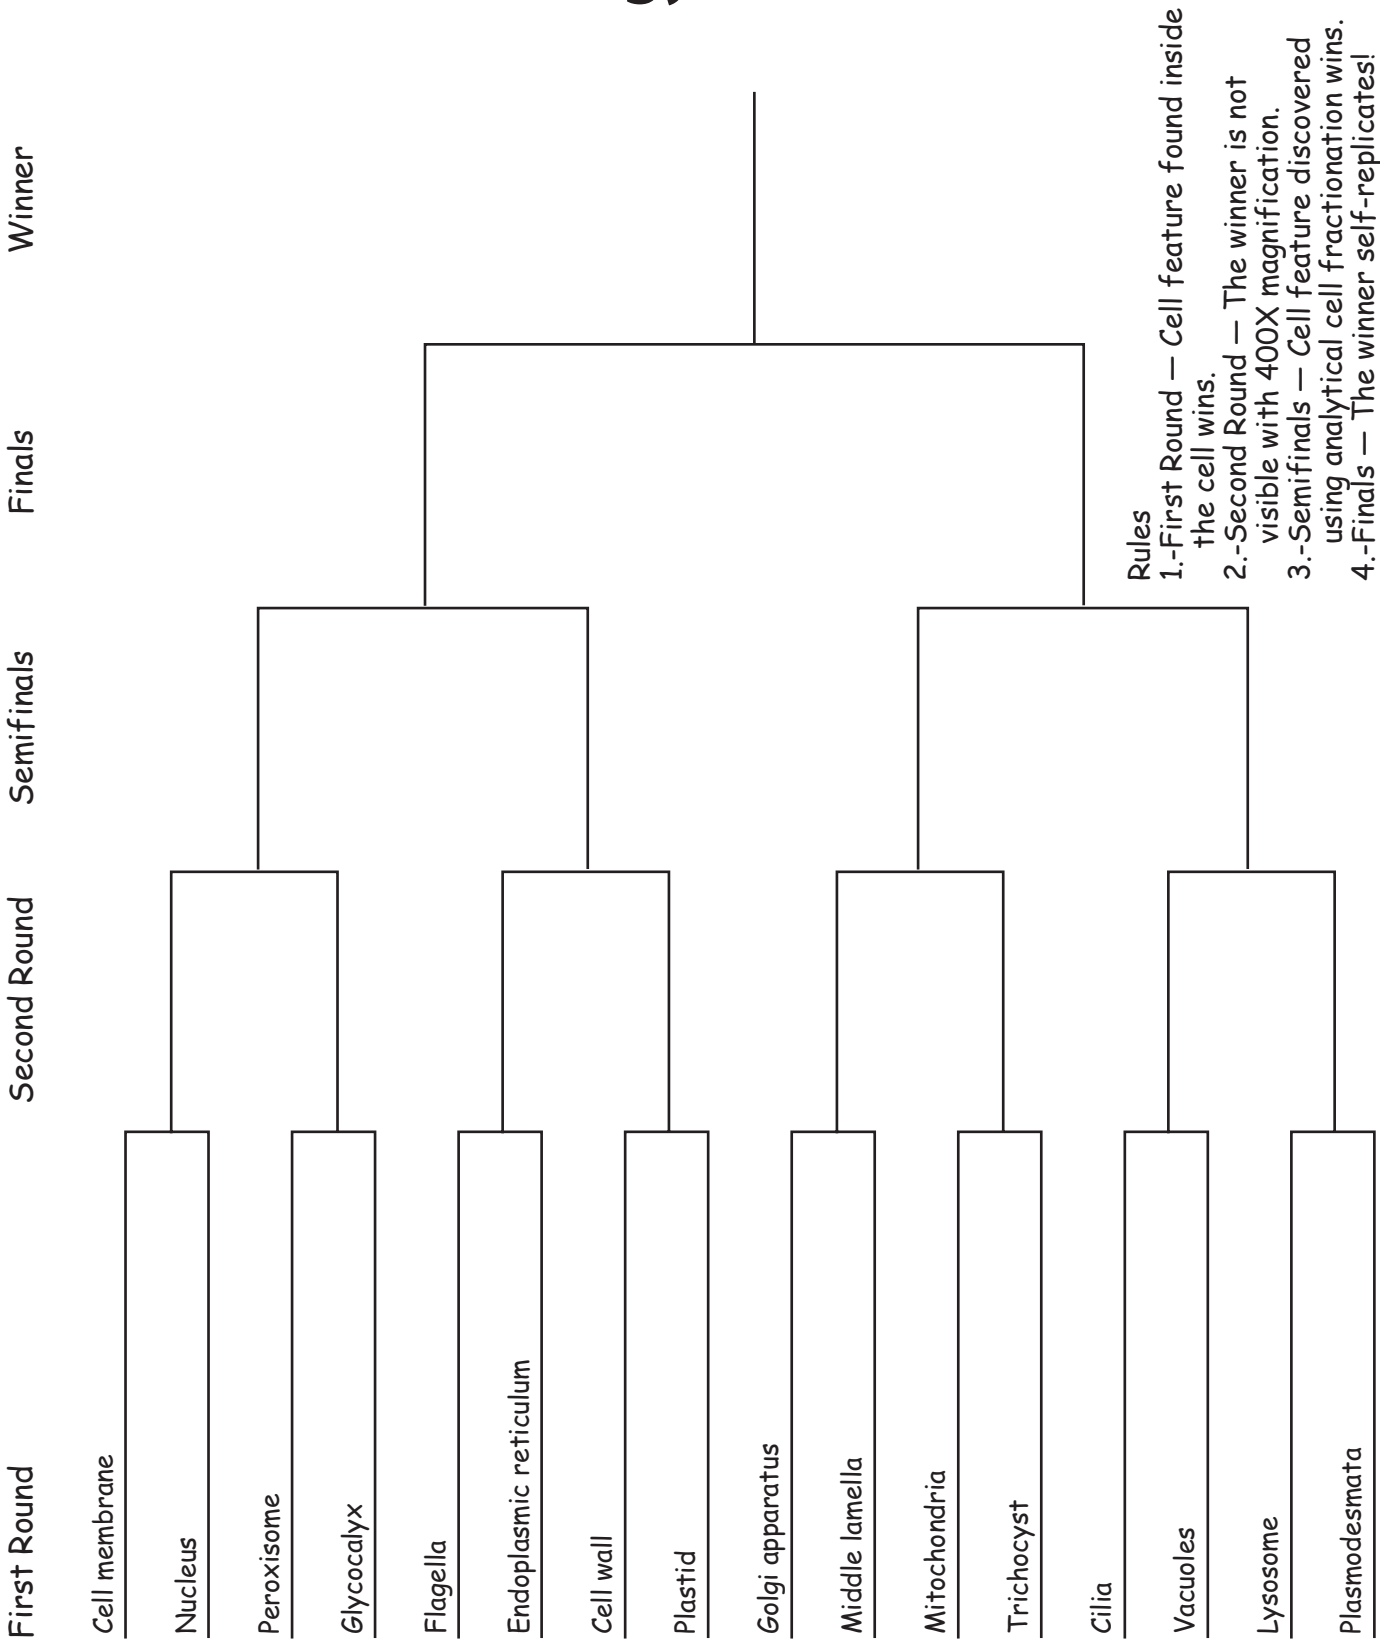 First Round
Second Round
Semifinals
Finals
Winner
Cell membrane
Nucleus
Peroxisome
Glycocalyx
Flagella
Endoplasmic reticulum
Cell wall
Plastid
Golgi apparatus
Middle lamella
Mitochondria
Trichocyst
Cilia
Vacuoles
Lysosome
Plasmodesmata
Rules
1.-First Round — Cell feature found inside
the cell wins.
2.-Second Round — The winner is not
visible with 400X magnification.
3.-Semifinals — Cell feature discovered
using analytical cell fractionation wins.
4.-Finals — The winner self-replicates!